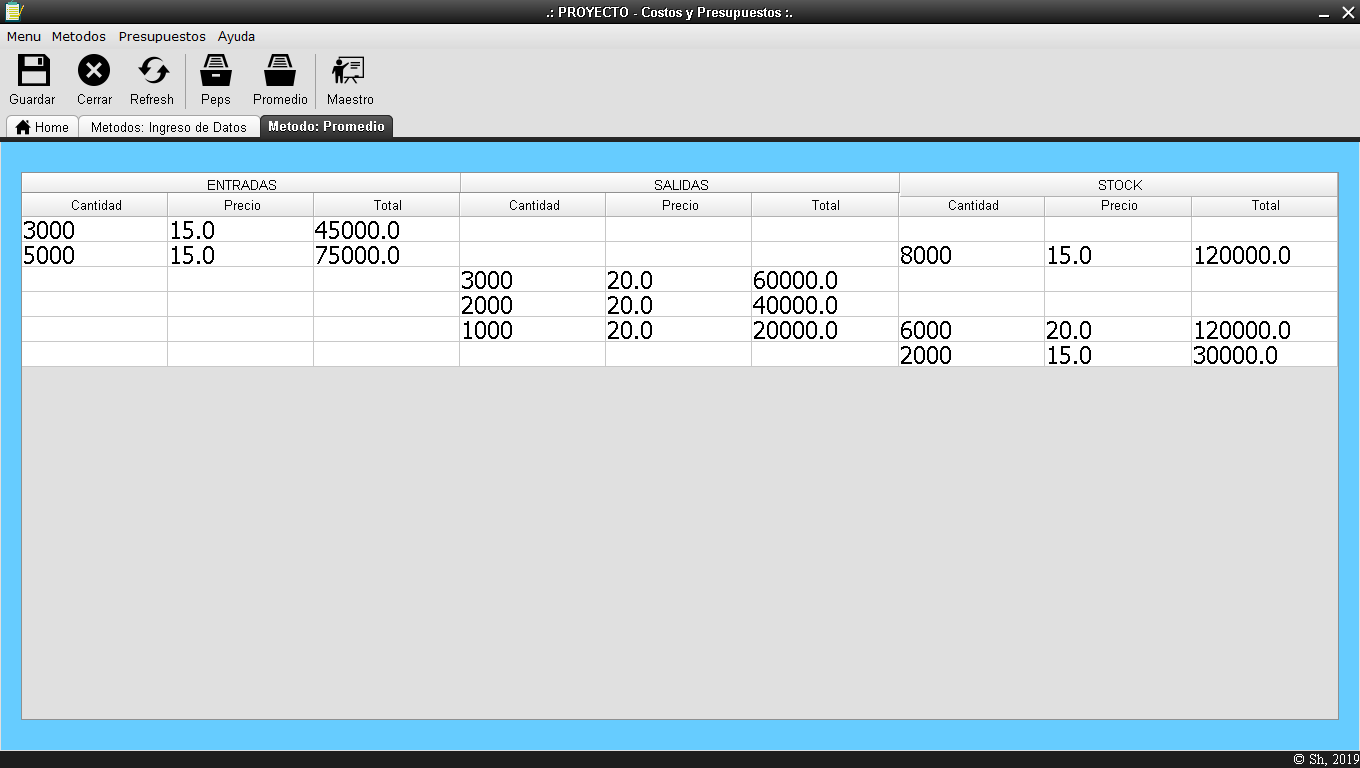 .: PROYECTO - Costos y Presupuestos :.
Menu Metodos Presupuestos Ayuda
Guardar Cerrar Refresh Peps Promedio Maestro
Home Metodos: Ingreso de Datos Metodo: Promedio
ENTRADAS SALIDAS STOCK
Cantidad Precio Total Cantidad Precio Total Cantidad Precio Total
3000 15.0 45000.0
5000 15.0 75000.0 8000 15.0 120000.0
3000 20.0 60000.0
2000 20.0 40000.0
1000 20.0 20000.0 6000 20.0 120000.0
2000 15.0 30000.0
© Sh, 2019